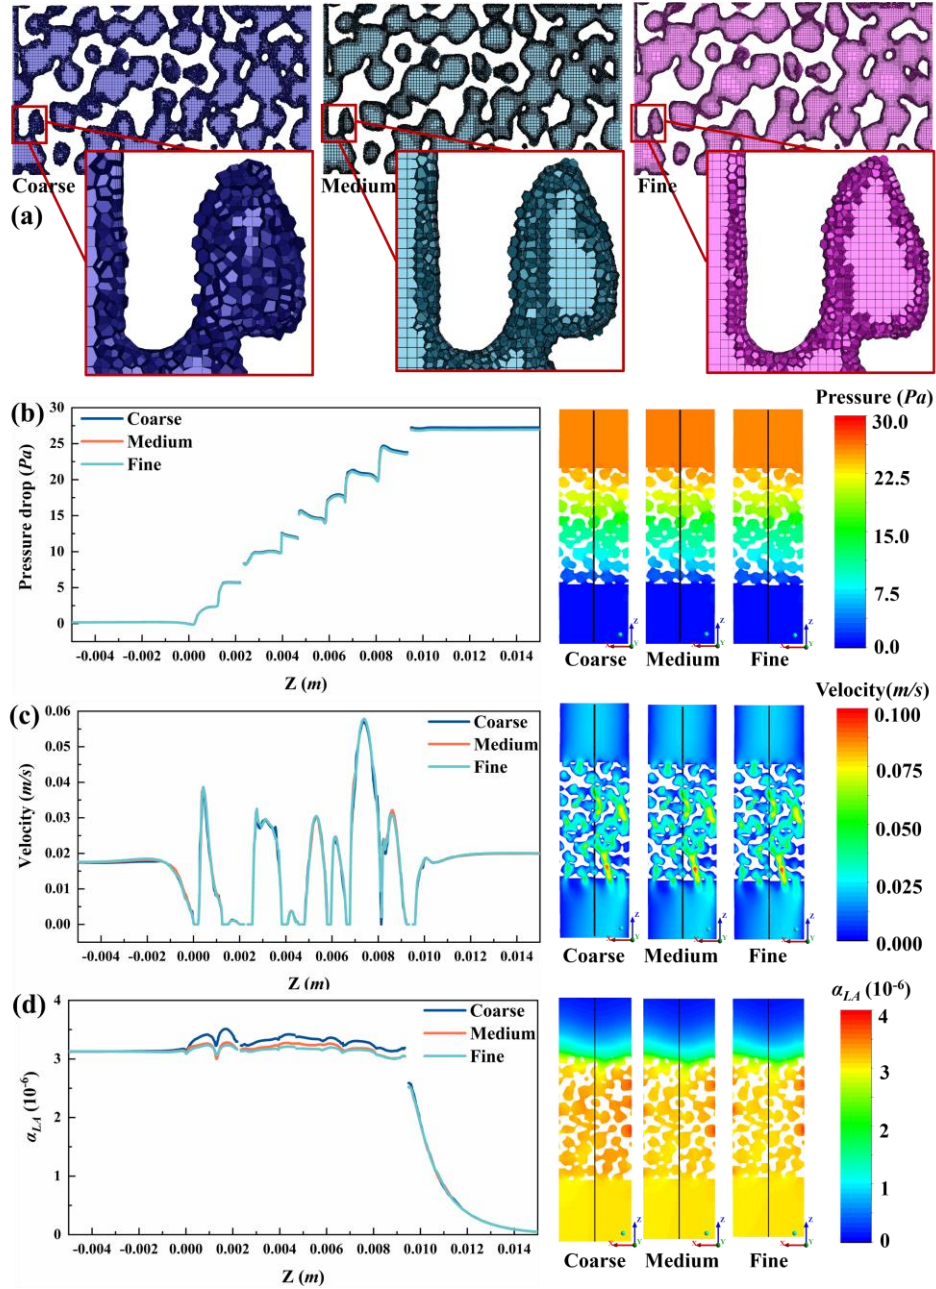 Coarse
Medium
Fine
(a)
(b)
Pressure drop (Pa)
30
25
20
15
10
5
0
Coarse
Medium
Fine
-0.004 -0.002 0.000 0.002 0.004 0.006 0.008 0.010 0.012 0.014
Z (m)
Pressure (Pa)
30.0
22.5
15.0
7.5
0.0
Z
X
Y
Z
X
Y
Z
X
Y
Coarse Medium Fine
(c)
Velocity (m/s)
0.06
0.05
0.04
0.03
0.02
0.01
0.00
Coarse
Medium
Fine
-0.004 -0.002 0.000 0.002 0.004 0.006 0.008 0.010 0.012 0.014
Z (m)
Velocity(m/s)
0.100
0.075
0.050
0.025
0.000
Z
X
Y
Z
X
Y
Z
X
Y
Coarse Medium Fine
(d)
αLA (10⁻⁶)
4
3
2
1
0
Coarse
Medium
Fine
-0.004 -0.002 0.000 0.002 0.004 0.006 0.008 0.010 0.012 0.014
Z (m)
αLA (10⁻⁶)
4
3
2
1
0
Z
X
Y
Z
X
Y
Z
X
Y
Coarse Medium Fine